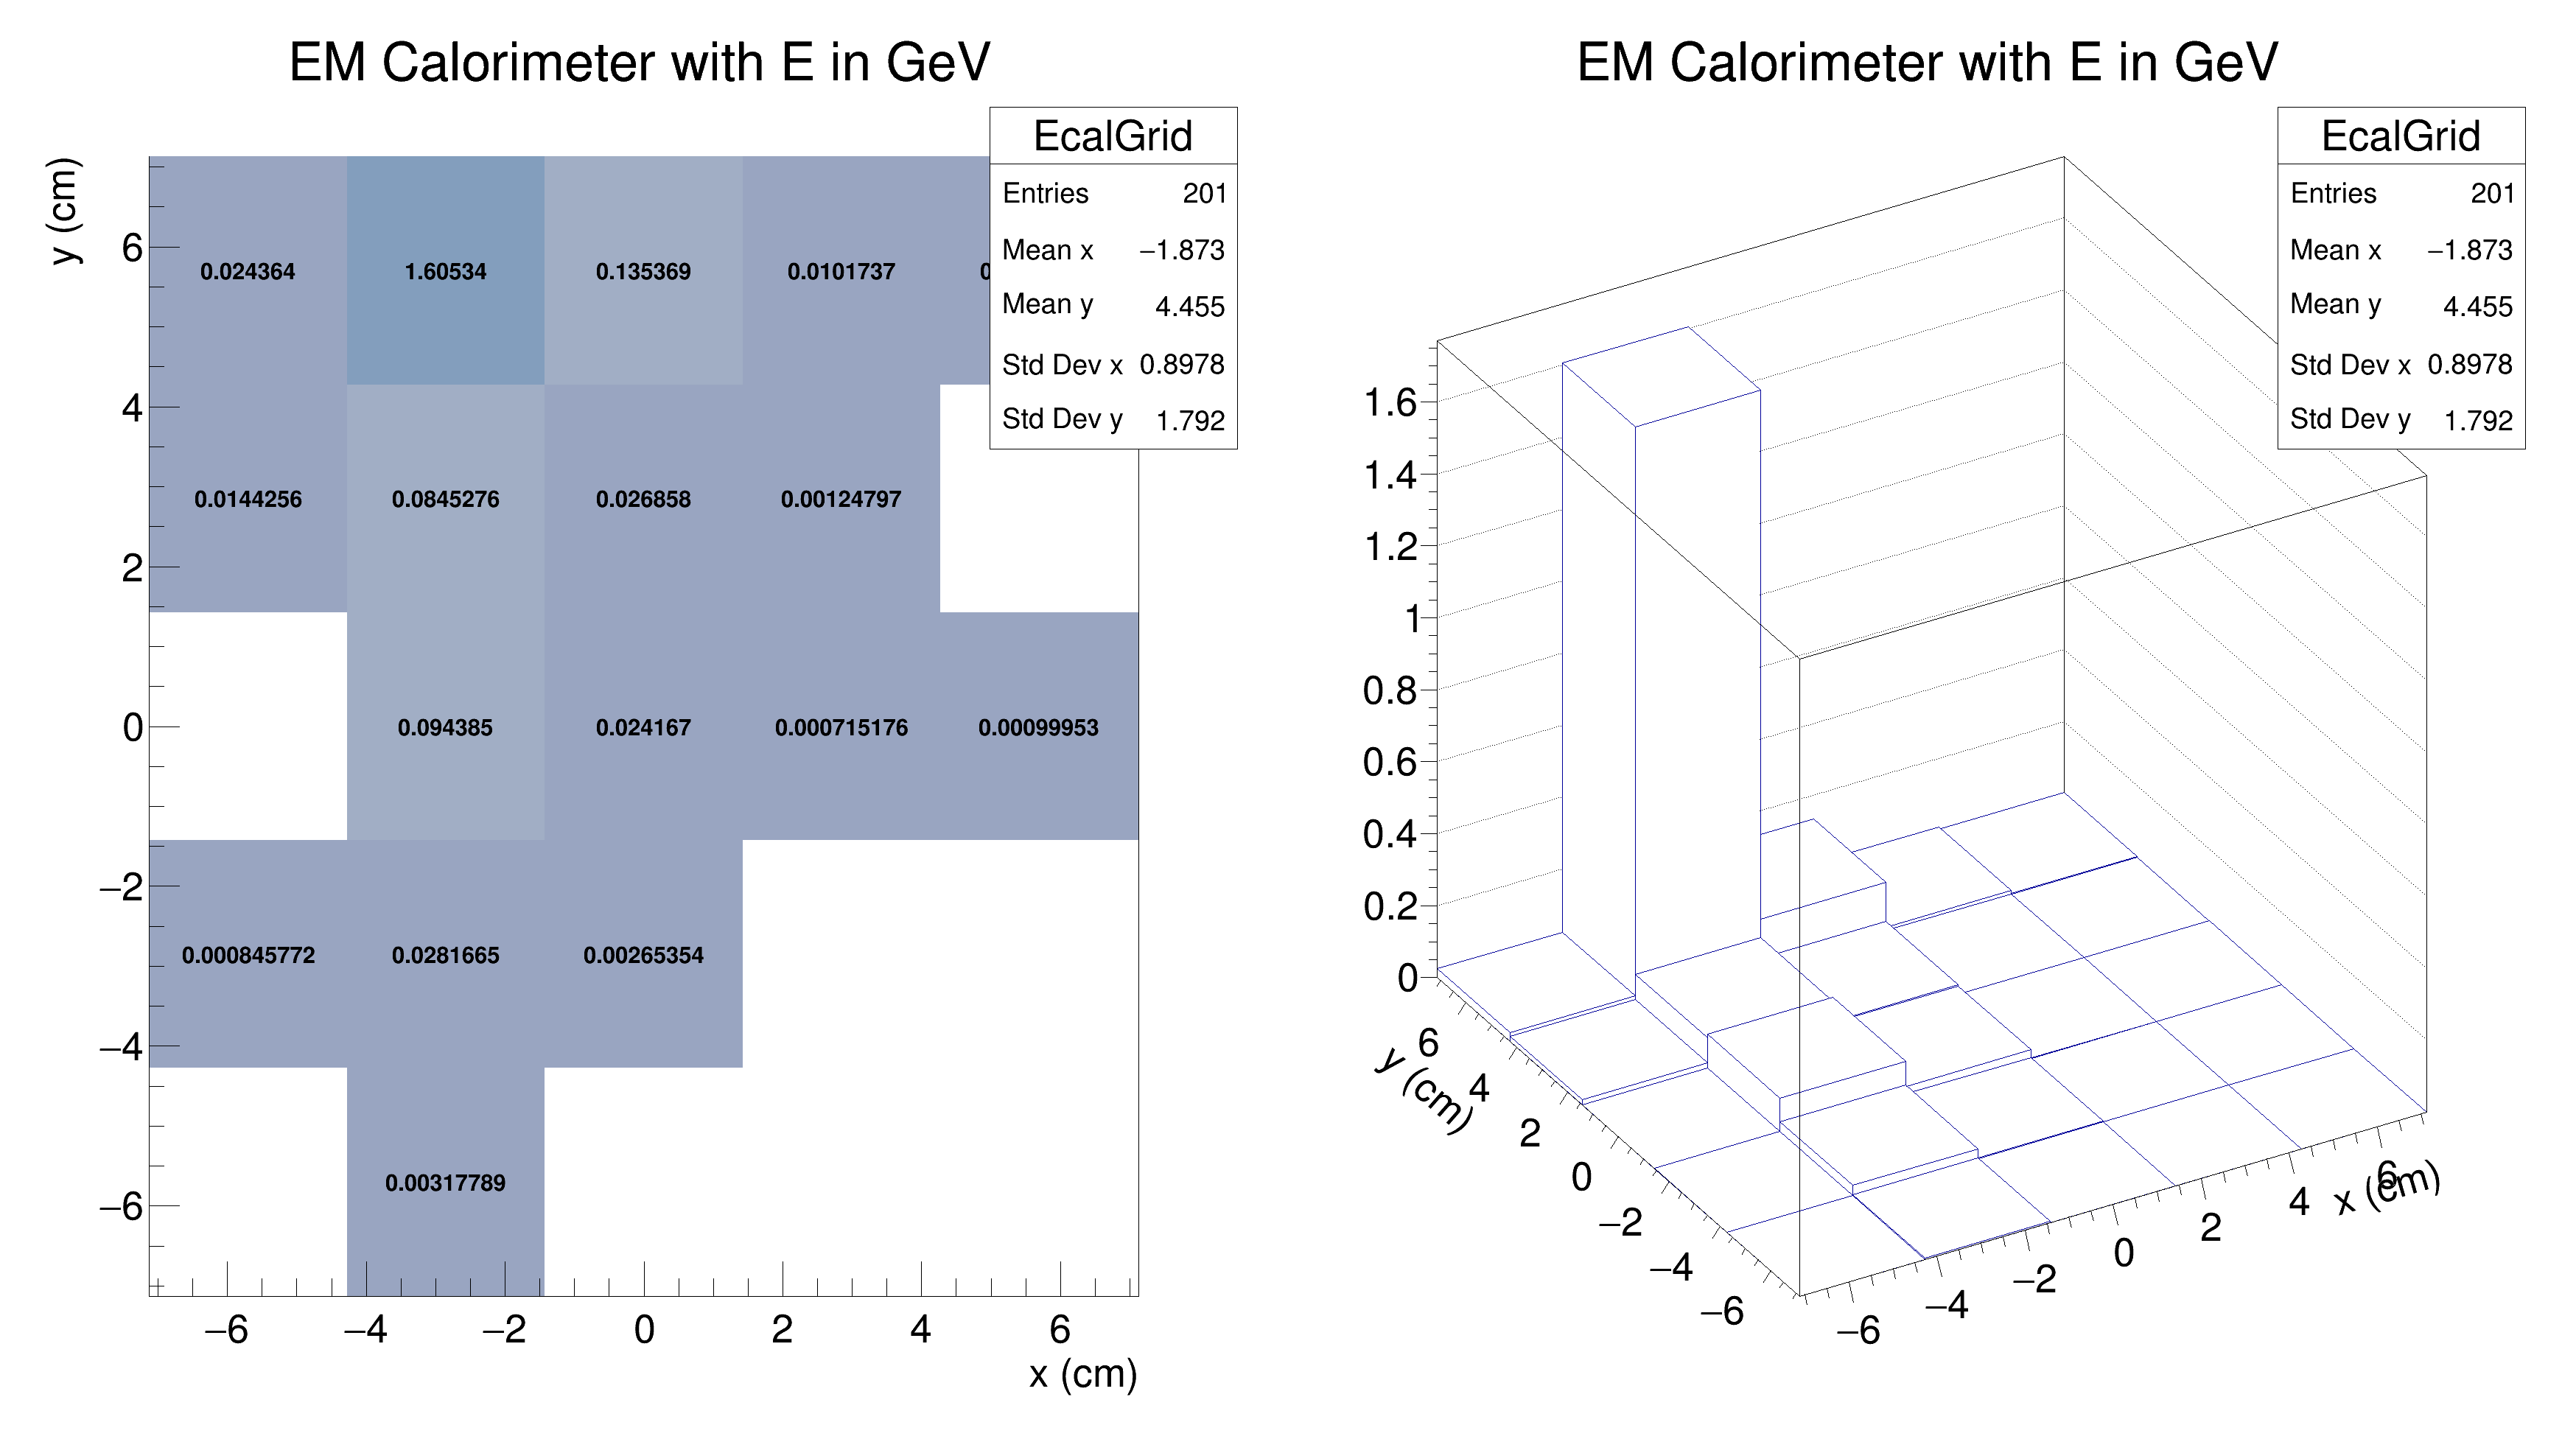 EM Calorimeter with E in GeV
EcalGrid
Entries 201
Mean x −1.873
Mean y 4.455
Std Dev x 0.8978
Std Dev y 1.792
y (cm)
6
4
2
0
−2
−4
−6
0.024364 1.60534 0.135369 0.0101737 0
0.0144256 0.0845276 0.026858 0.00124797
0.094385 0.024167 0.000715176 0.00099953
0.000845772 0.0281665 0.00265354
0.00317789
−6 −4 −2 0 2 4 6
x (cm)
EM Calorimeter with E in GeV
EcalGrid
Entries 201
Mean x −1.873
Mean y 4.455
Std Dev x 0.8978
Std Dev y 1.792
1.6
1.4
1.2
1
0.8
0.6
0.4
0.2
0
y (cm)
6
4
2
0
−2
−4
−6
−6 −4 −2 0 2 4 6
x (cm)